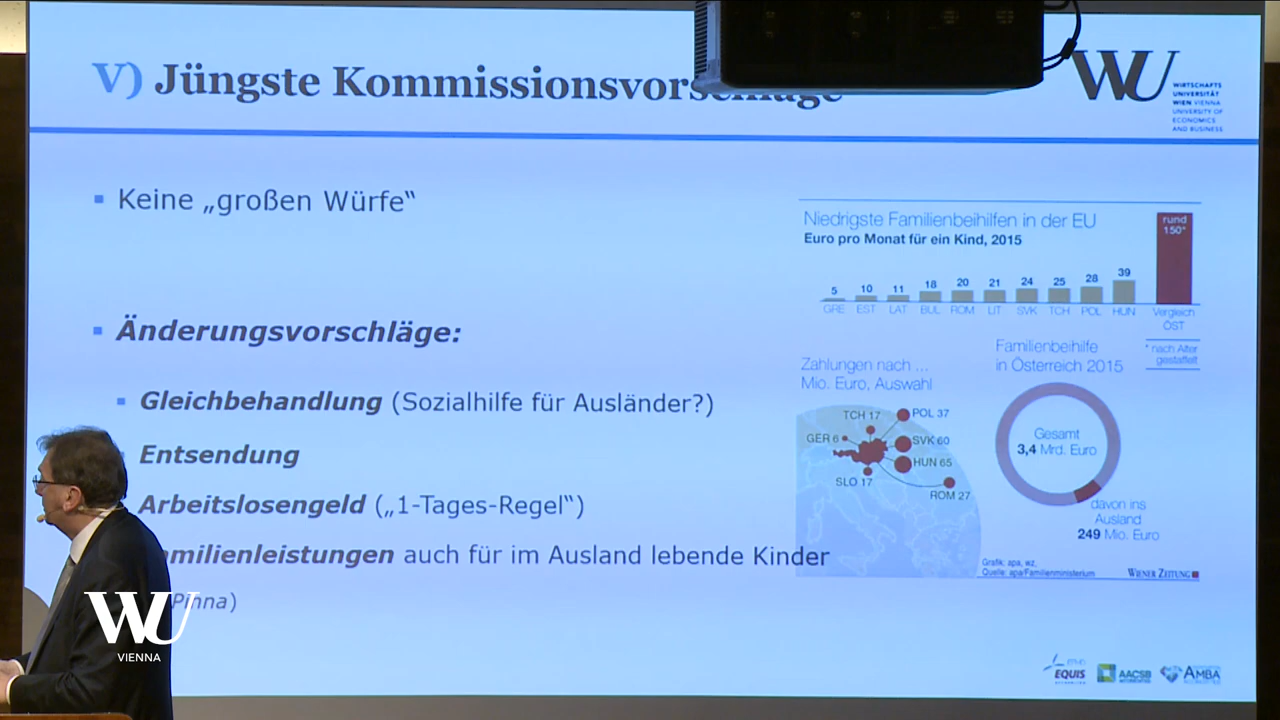 V) Jüngste Kommissionsvorschläge
WU
WIRTSCHAFTS
UNIVERSITÄT
WIEN VIENNA
UNIVERSITY OF
ECONOMICS
AND BUSINESS
Keine „großen Würfe“
Änderungsvorschläge:
Gleichbehandlung (Sozialhilfe für Ausländer?)
Entsendung
Arbeitslosengeld („1-Tages-Regel“)
milienleistungen auch für im Ausland lebende Kinder
Pinna)
Niedrigste Familienbeihilfen in der EU
Euro pro Monat für ein Kind, 2015
5 10 11 18 20 21 24 25 28 39 rund 150*
GRE EST LAT BUL ROM LIT SVK TCH POL HUN Vergleich
ÖST
* nach Alter
gestaffelt
Zahlungen nach ...
Mio. Euro, Auswahl
TCH 17 POL 37
GER 6 SVK 60
HUN 65
SLO 17
ROM 27
Familienbeihilfe
in Österreich 2015
Gesamt
3,4 Mrd. Euro
davon ins
Ausland
249 Mio. Euro
Grafik: apa, wz,
Quelle: apa/Familienministerium
WIENER ZEITUNG
EQUIS
AACSB
AMBA
WU
VIENNA